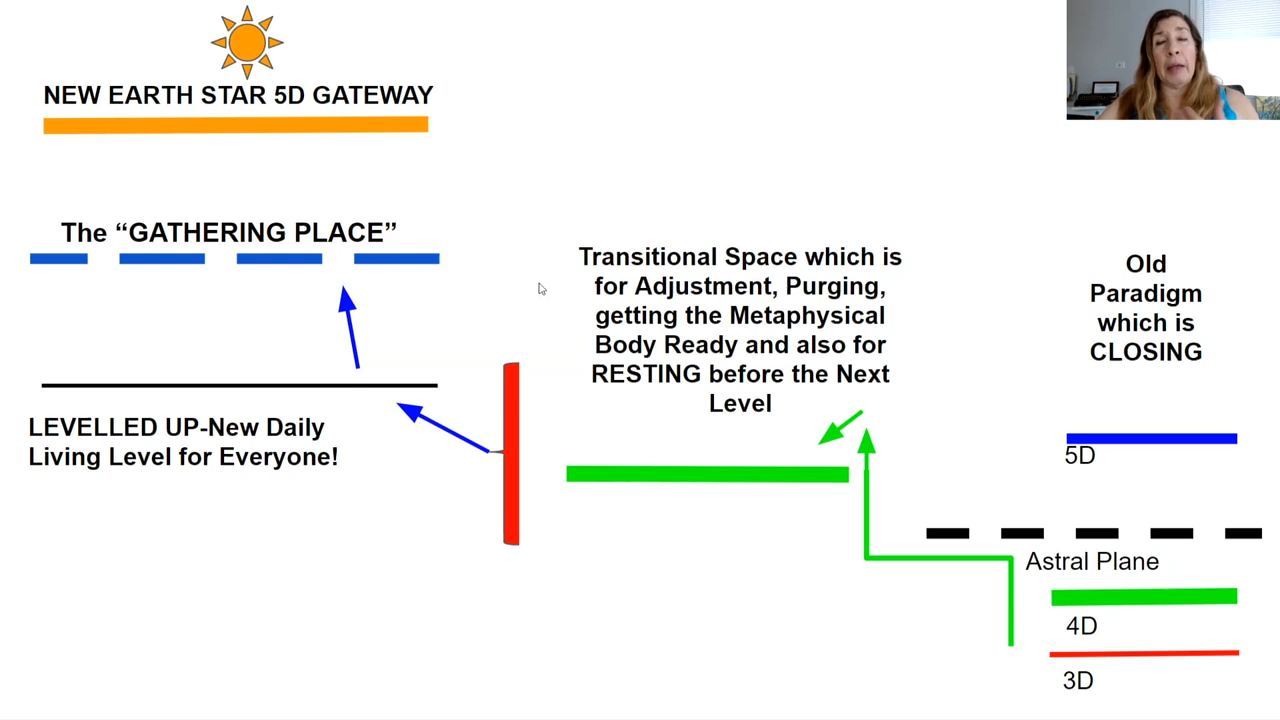 NEW EARTH STAR 5D GATEWAY
The “GATHERING PLACE”
LEVELLED UP-New Daily
Living Level for Everyone!
Transitional Space which is
for Adjustment, Purging,
getting the Metaphysical
Body Ready and also for
RESTING before the Next
Level
Old
Paradigm
which is
CLOSING
5D
Astral Plane
4D
3D